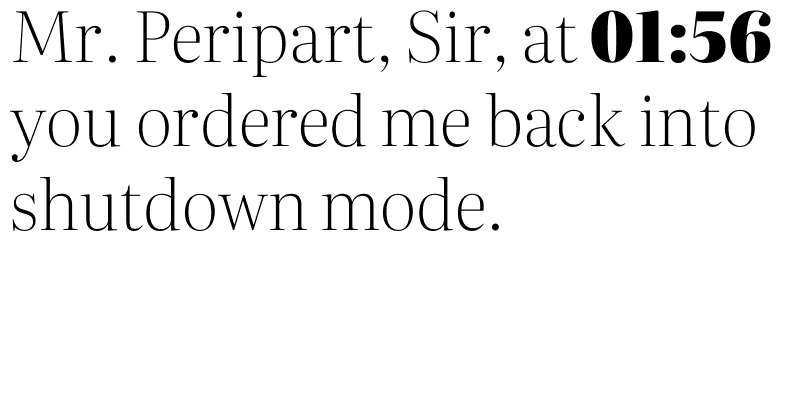 Mr. Peripart, Sir, at 01:56
you ordered me back into
shutdown mode.